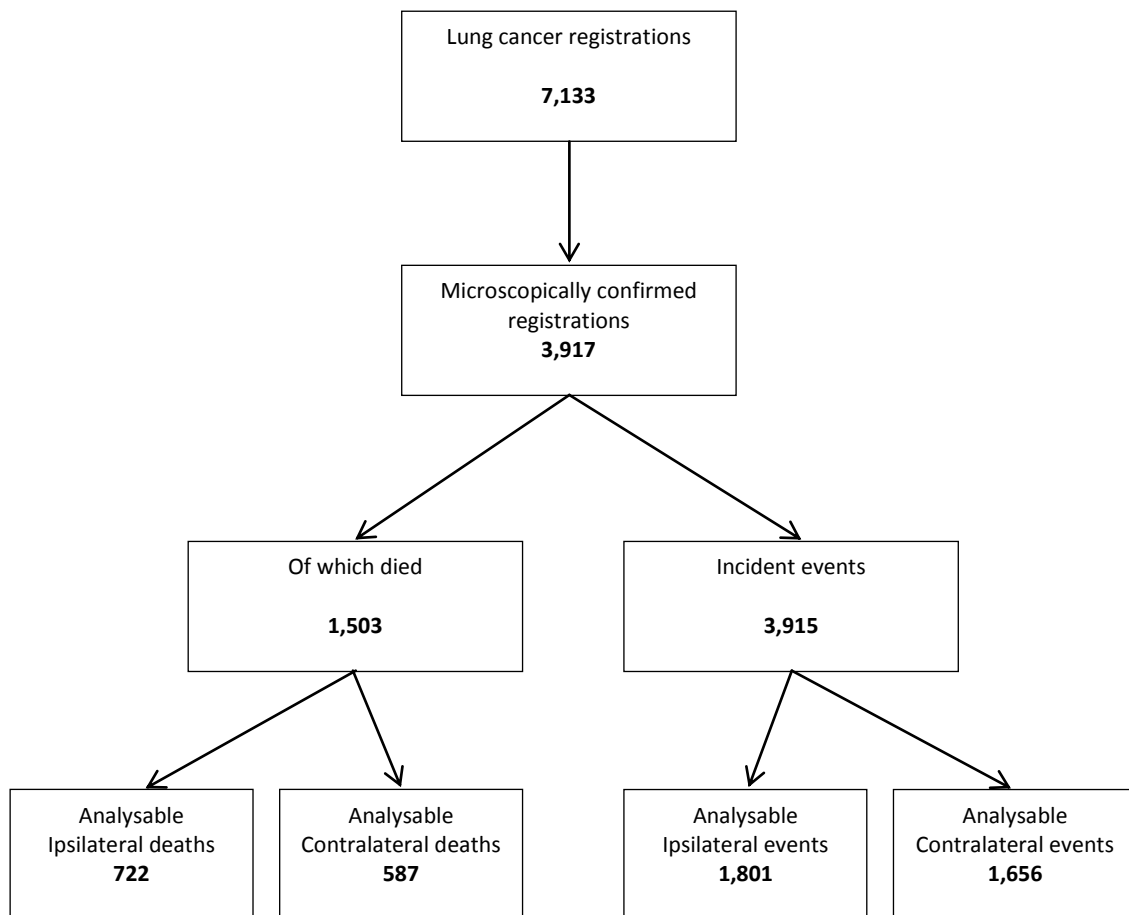 Lung cancer registrations
7,133
Microscopically confirmed
registrations
3,917
Of which died
1,503
Incident events
3,915
Analysable
Ipsilateral deaths
722
Analysable
Contralateral deaths
587
Analysable
Ipsilateral events
1,801
Analysable
Contralateral events
1,656